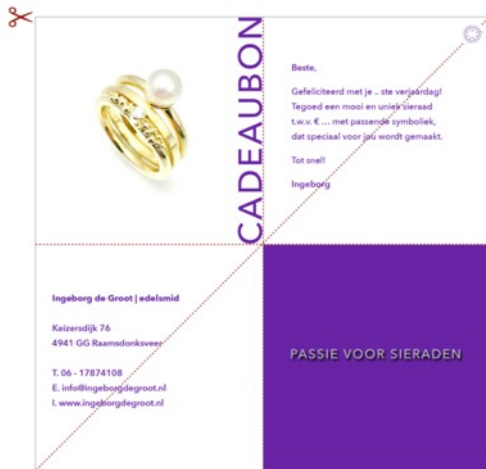 CADEAUBON
Beste,
Gefeliciteerd met je .. ste verjaardag!
Tegoed een mooi en uniek sieraad
t.w.v. € ... met passende symboliek,
dat speciaal voor jou wordt gemaakt.
Tot snel!
Ingeborg
Ingeborg de Groot | edelsmid
Keizersdijk 76
4941 GG Raamsdonksveer
T. 06 - 17874108
E. info@ingeborgdegroot.nl
I. www.ingeborgdegroot.nl
PASSIE VOOR SIERADEN